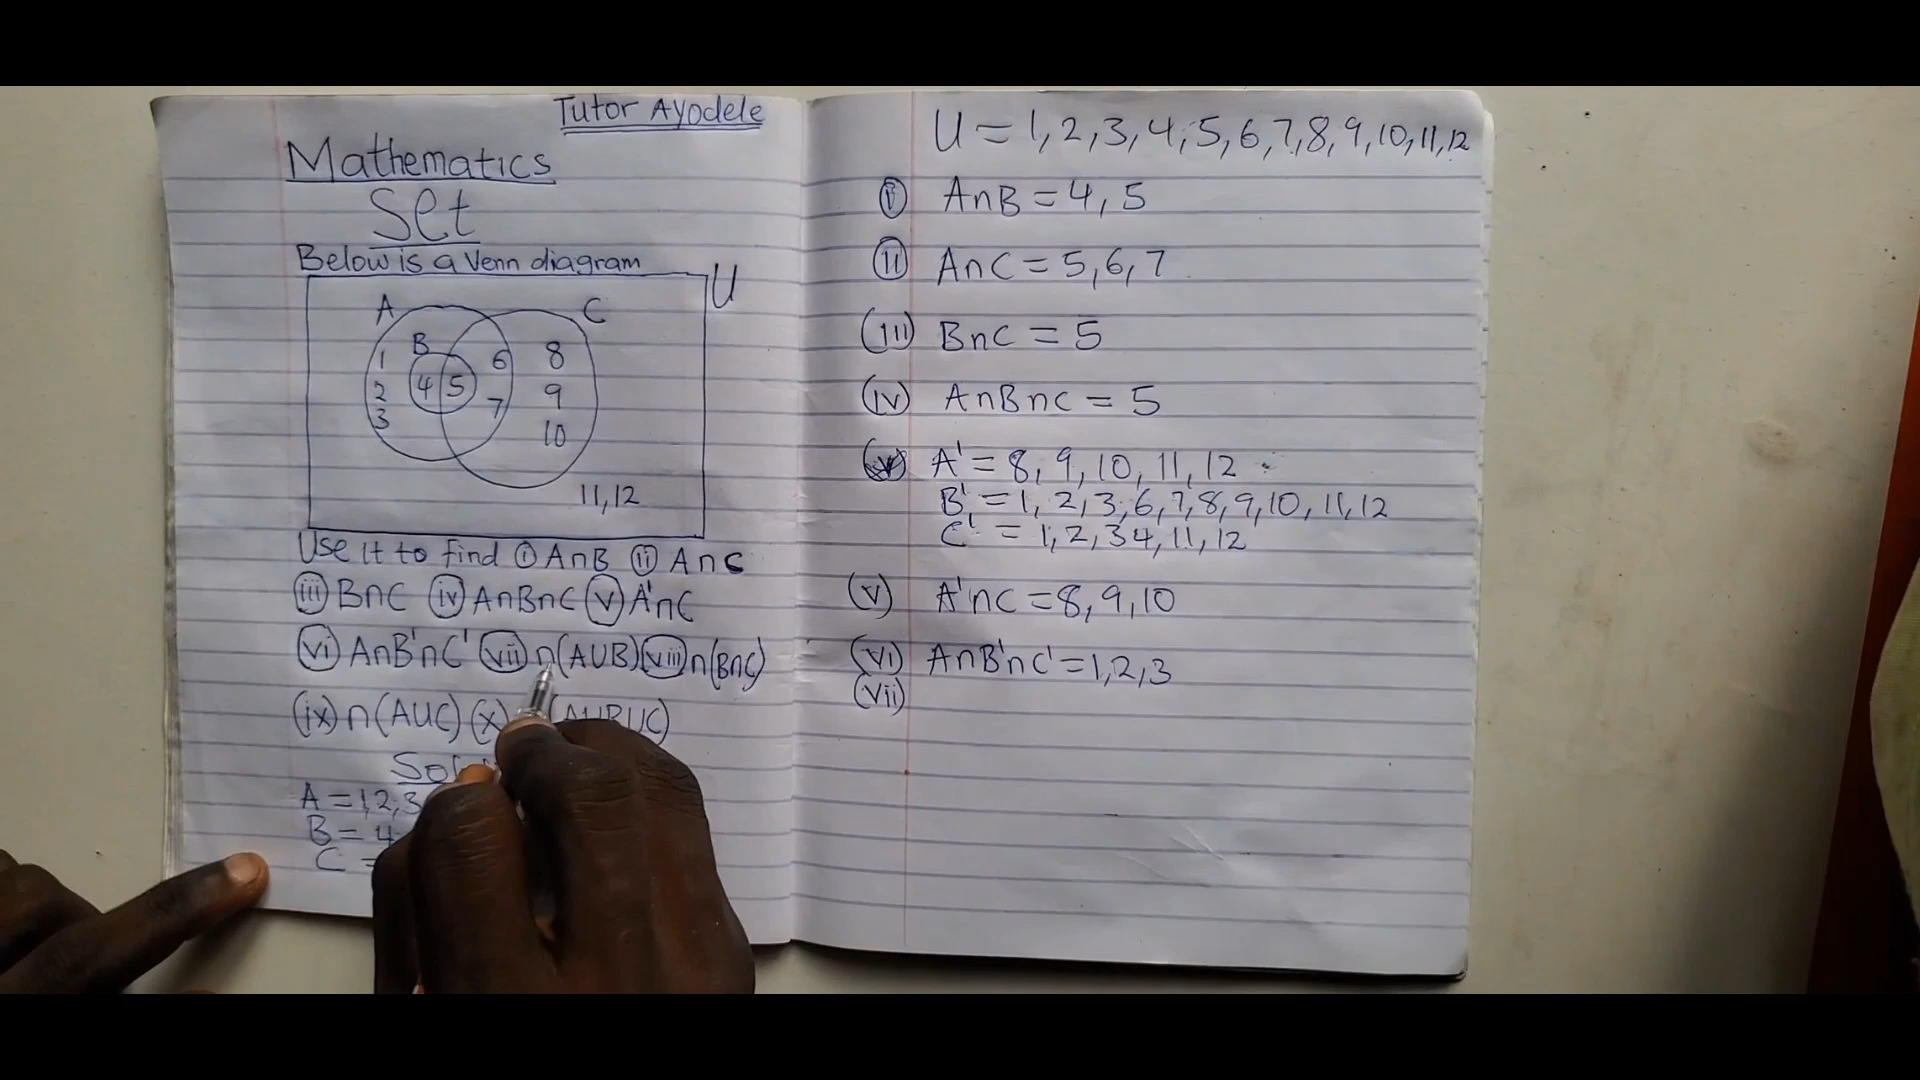 Tutor Ayodele
Mathematics
Set
Below is a Venn diagram
U
A
C
B
1
6
8
4 5
2
9
3
7
10
11,12
Use it to find (i) AnB (ii) AnC
(iii) BnC (iv) AnBnC (v) A'nC
(vi) AnB'nC' (vii) n(AUB) (viii) n(BnC)
(ix) n(AUC) (x) (AUBUC)
A = 1,2,3
B = 4
C =
U = 1,2,3,4,5,6,7,8,9,10,11,12
(i) AnB = 4,5
(ii) AnC = 5,6,7
(iii) BnC = 5
(iv) AnBnC = 5
(v) A' = 8,9,10,11,12
B' = 1,2,3,6,7,8,9,10,11,12
C' = 1,2,34,11,12
(v) A'nC = 8,9,10
(vi) AnB'nC' = 1,2,3
(vii)